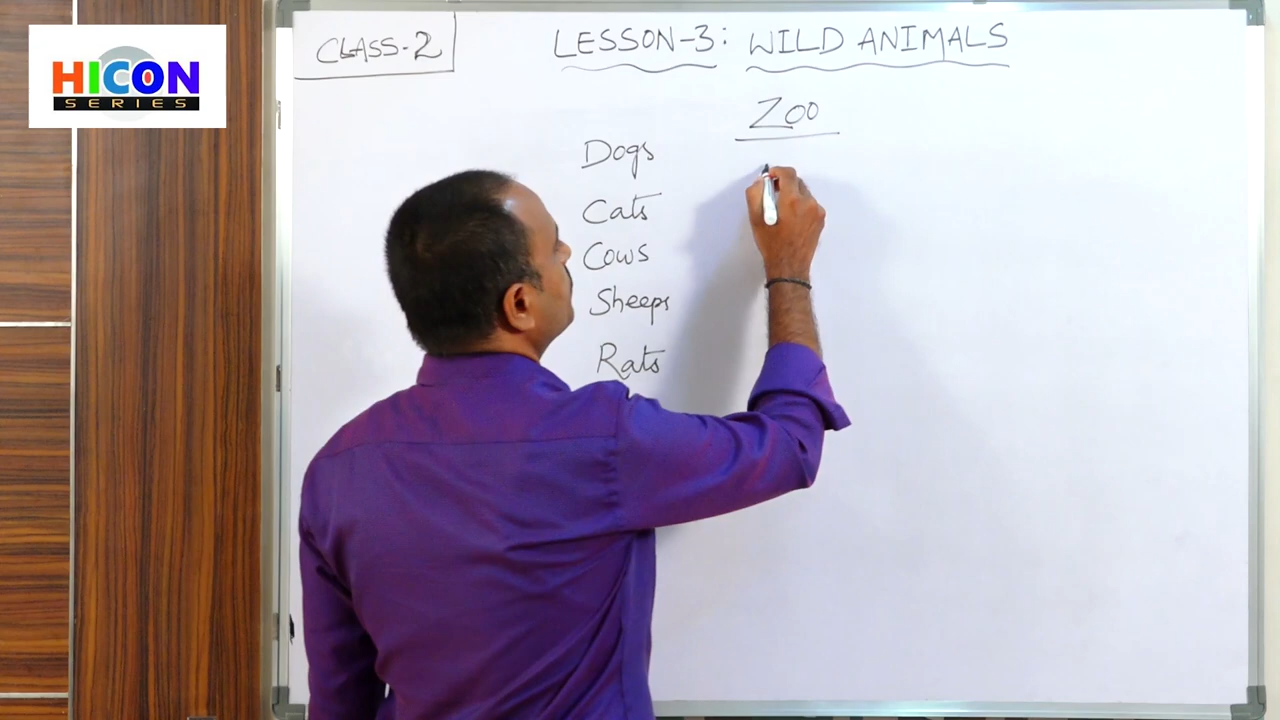 HICON
SERIES
CLASS-2
LESSON-3: WILD ANIMALS
Zoo
Dogs
Cats
Cows
Sheeps
Rats